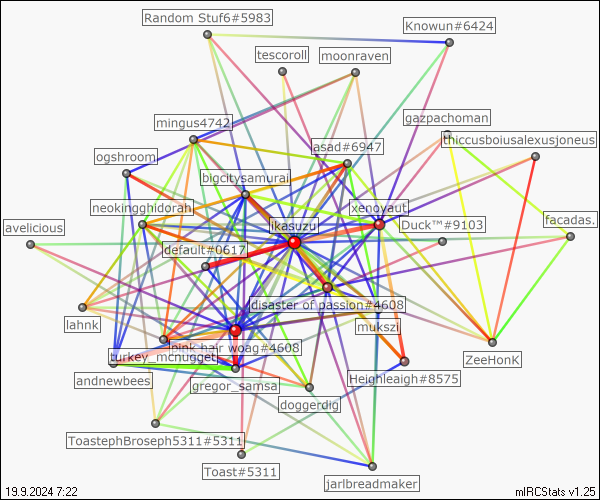 Random Stuf6#5983
Knowun#6424
tescoroll
moonraven
gazpachoman
mingus4742
thiccusboiusalexusjoneus
asad#6947
ogshroom
bigcitysamurai
neokingghidorah
xenoyaut
avelicious
ikasuzu
Duck™#9103
facadas.
default#0617
disaster of passion#4608
lahnk
mukszi
pink hair woag#4608
turkey_mcnugget
ZeeHonK
andnewbees
gregor_samsa
Heighleaigh#8575
doggerdig
ToastephBroseph5311#5311
Toast#5311
jarlbreadmaker
19.9.2024 7:22
mIRCStats v1.25